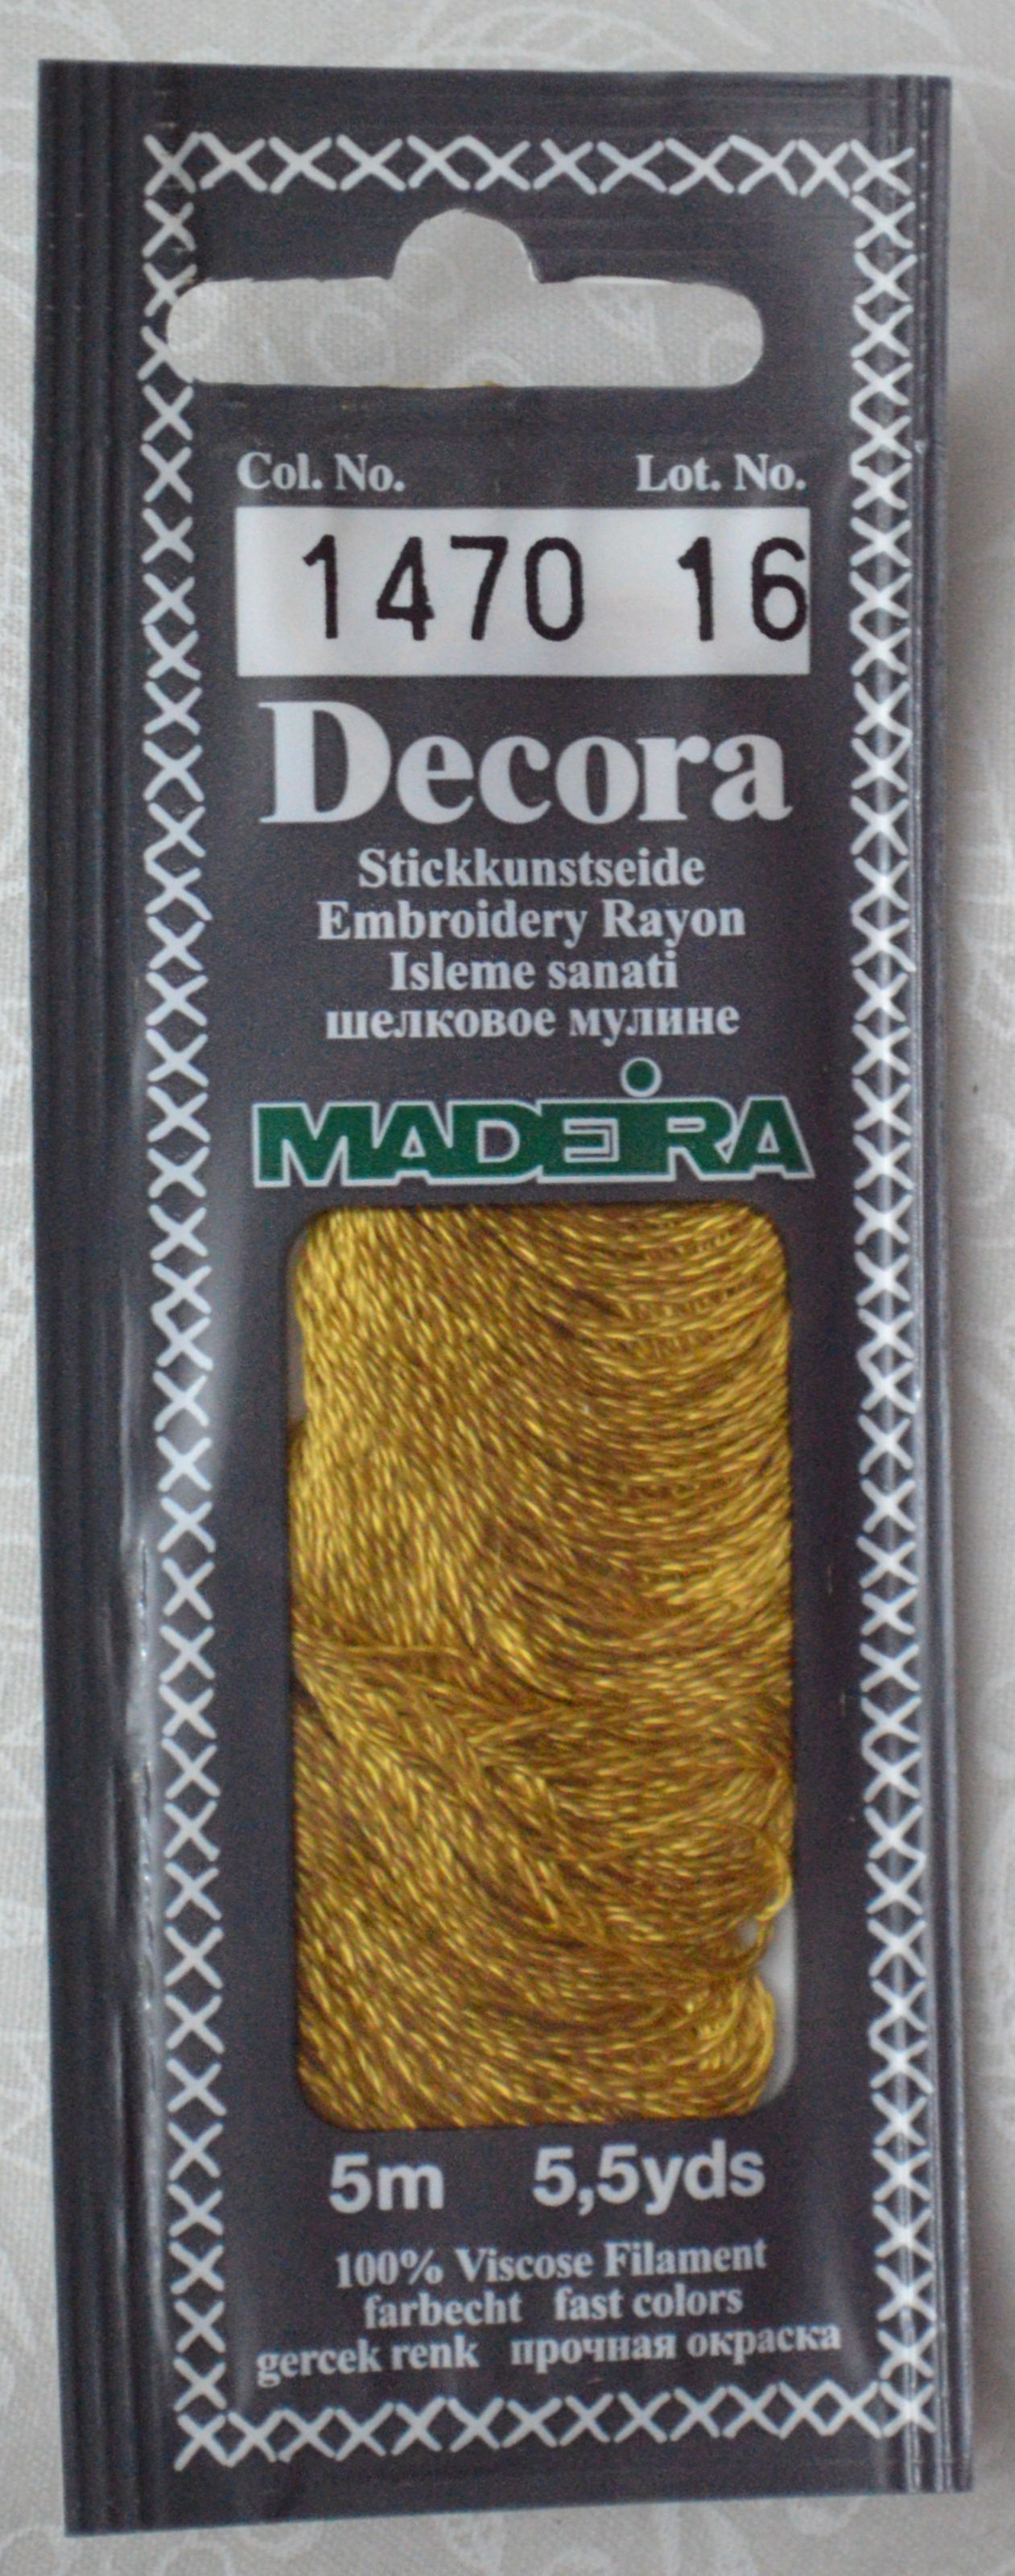 Col. No. Lot. No.
1470 16
Decora
Stickkunstseide
Embroidery Rayon
Isleme sanati
шелковое мулине
MADEIRA
5m 5,5yds
100% Viscose Filament
farbecht fast colors
gercek renk прочная окраска